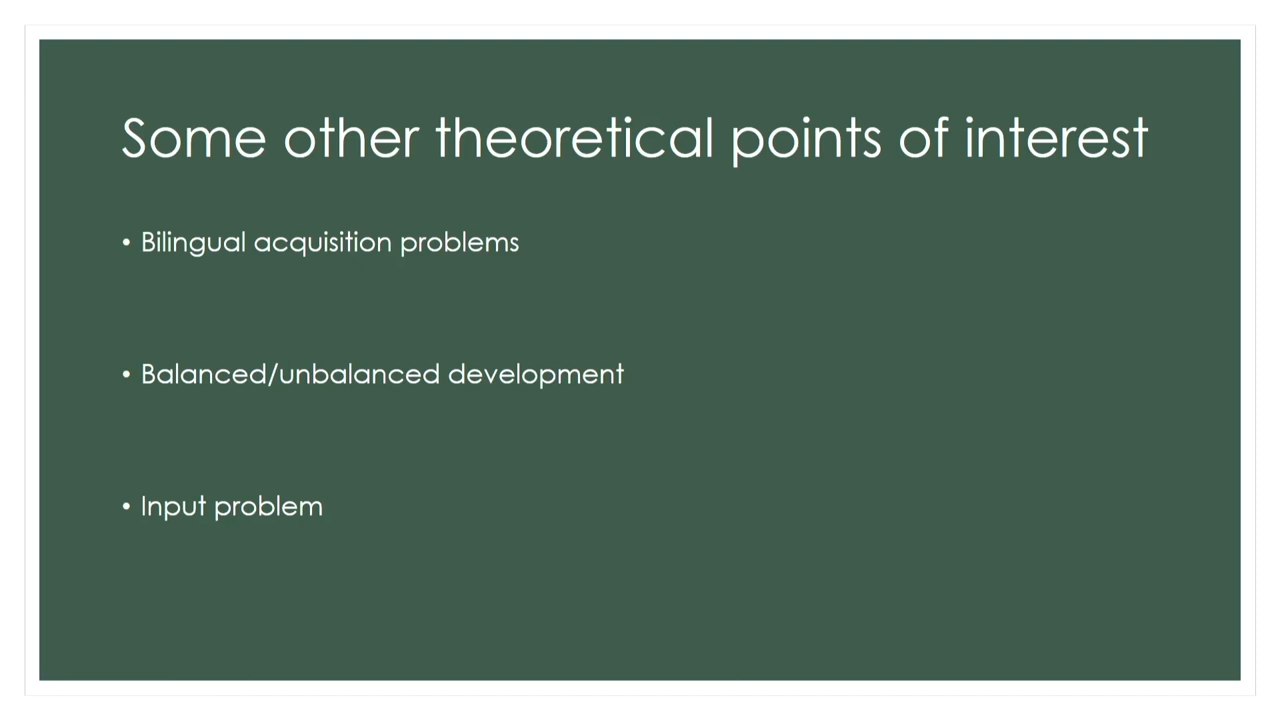 Some other theoretical points of interest
• Bilingual acquisition problems
• Balanced/unbalanced development
• Input problem